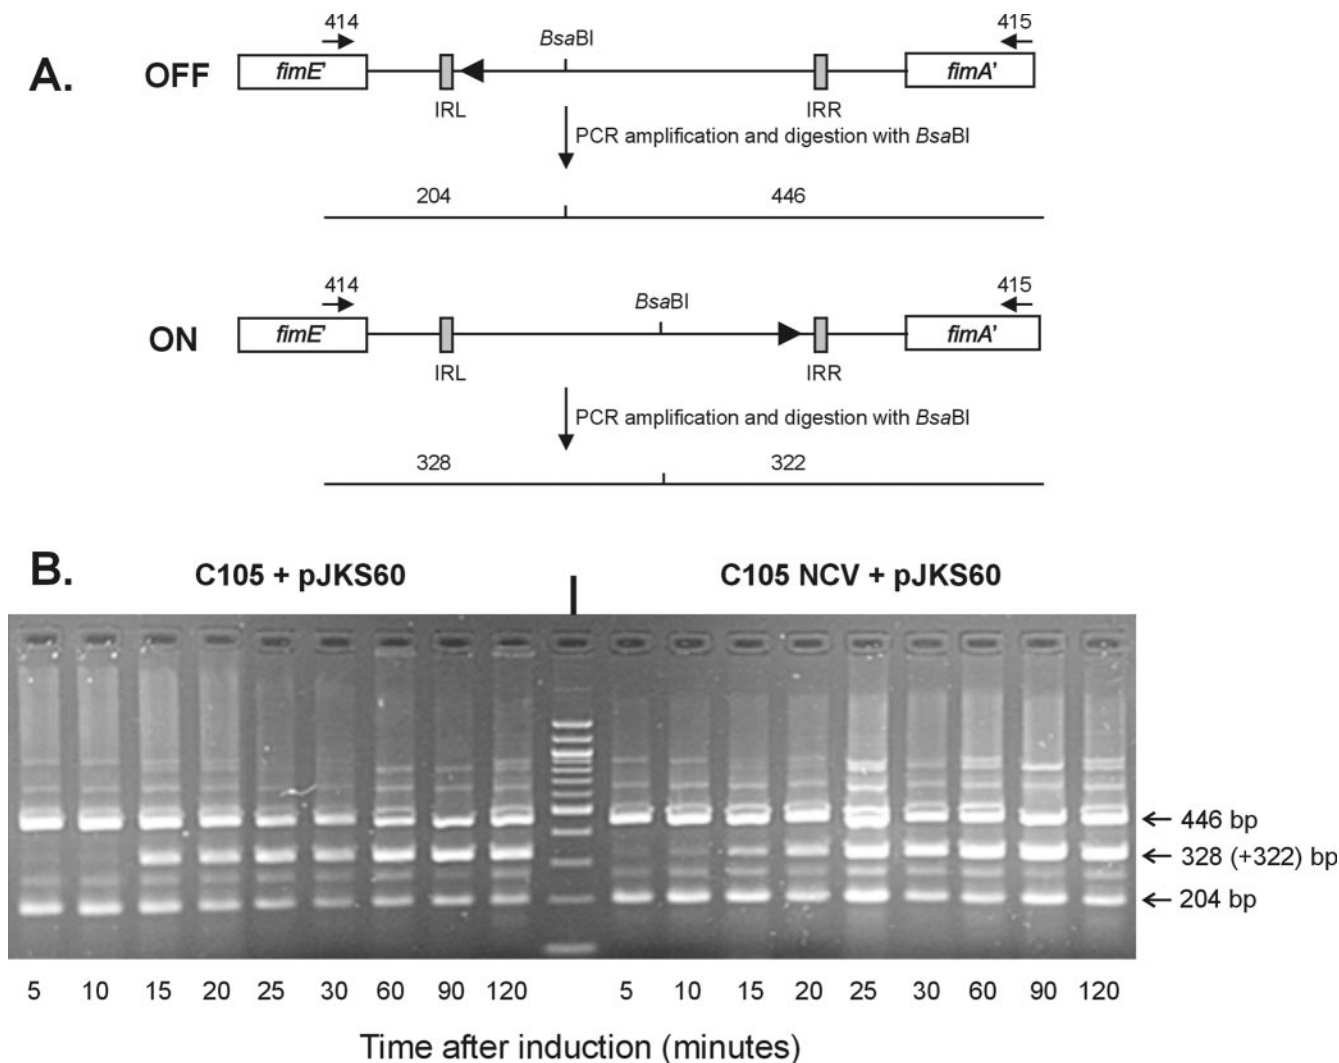 A.
OFF
414
BsaBI
415
fimE'
fimA'
IRL
IRR
PCR amplification and digestion with BsaBI
204
446
ON
414
BsaBI
415
fimE'
fimA'
IRL
IRR
PCR amplification and digestion with BsaBI
328
322
B.
C105 + pJKS60
C105 NCV + pJKS60
← 446 bp
← 328 (+322) bp
← 204 bp
5 10 15 20 25 30 60 90 120 5 10 15 20 25 30 60 90 120
Time after induction (minutes)